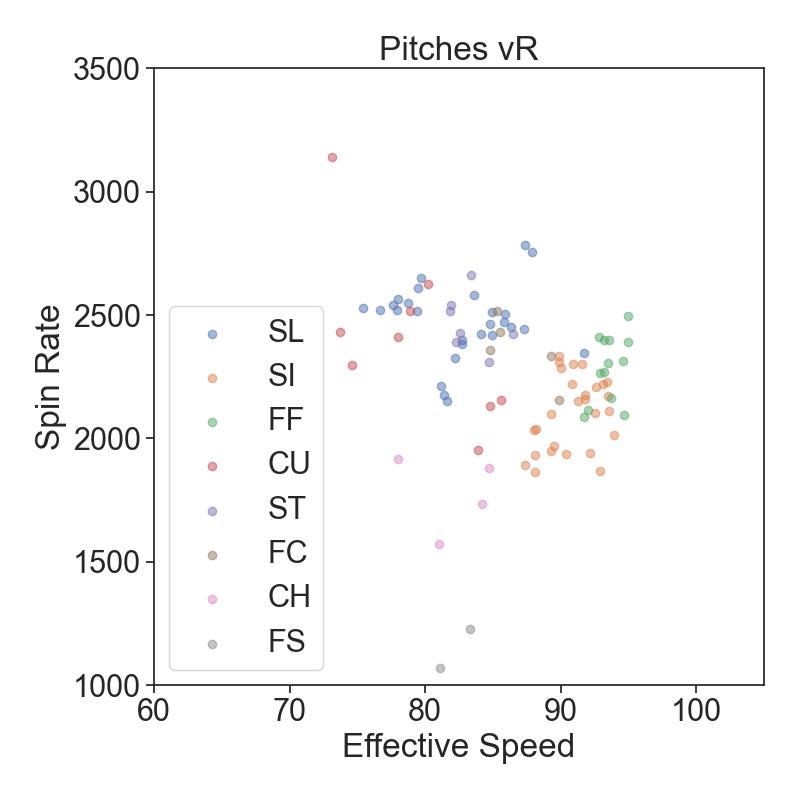 Pitches vR
3500
3000
2500
2000
1500
1000
Spin Rate
SL
SI
FF
CU
ST
FC
CH
FS
60 70 80 90 100
Effective Speed